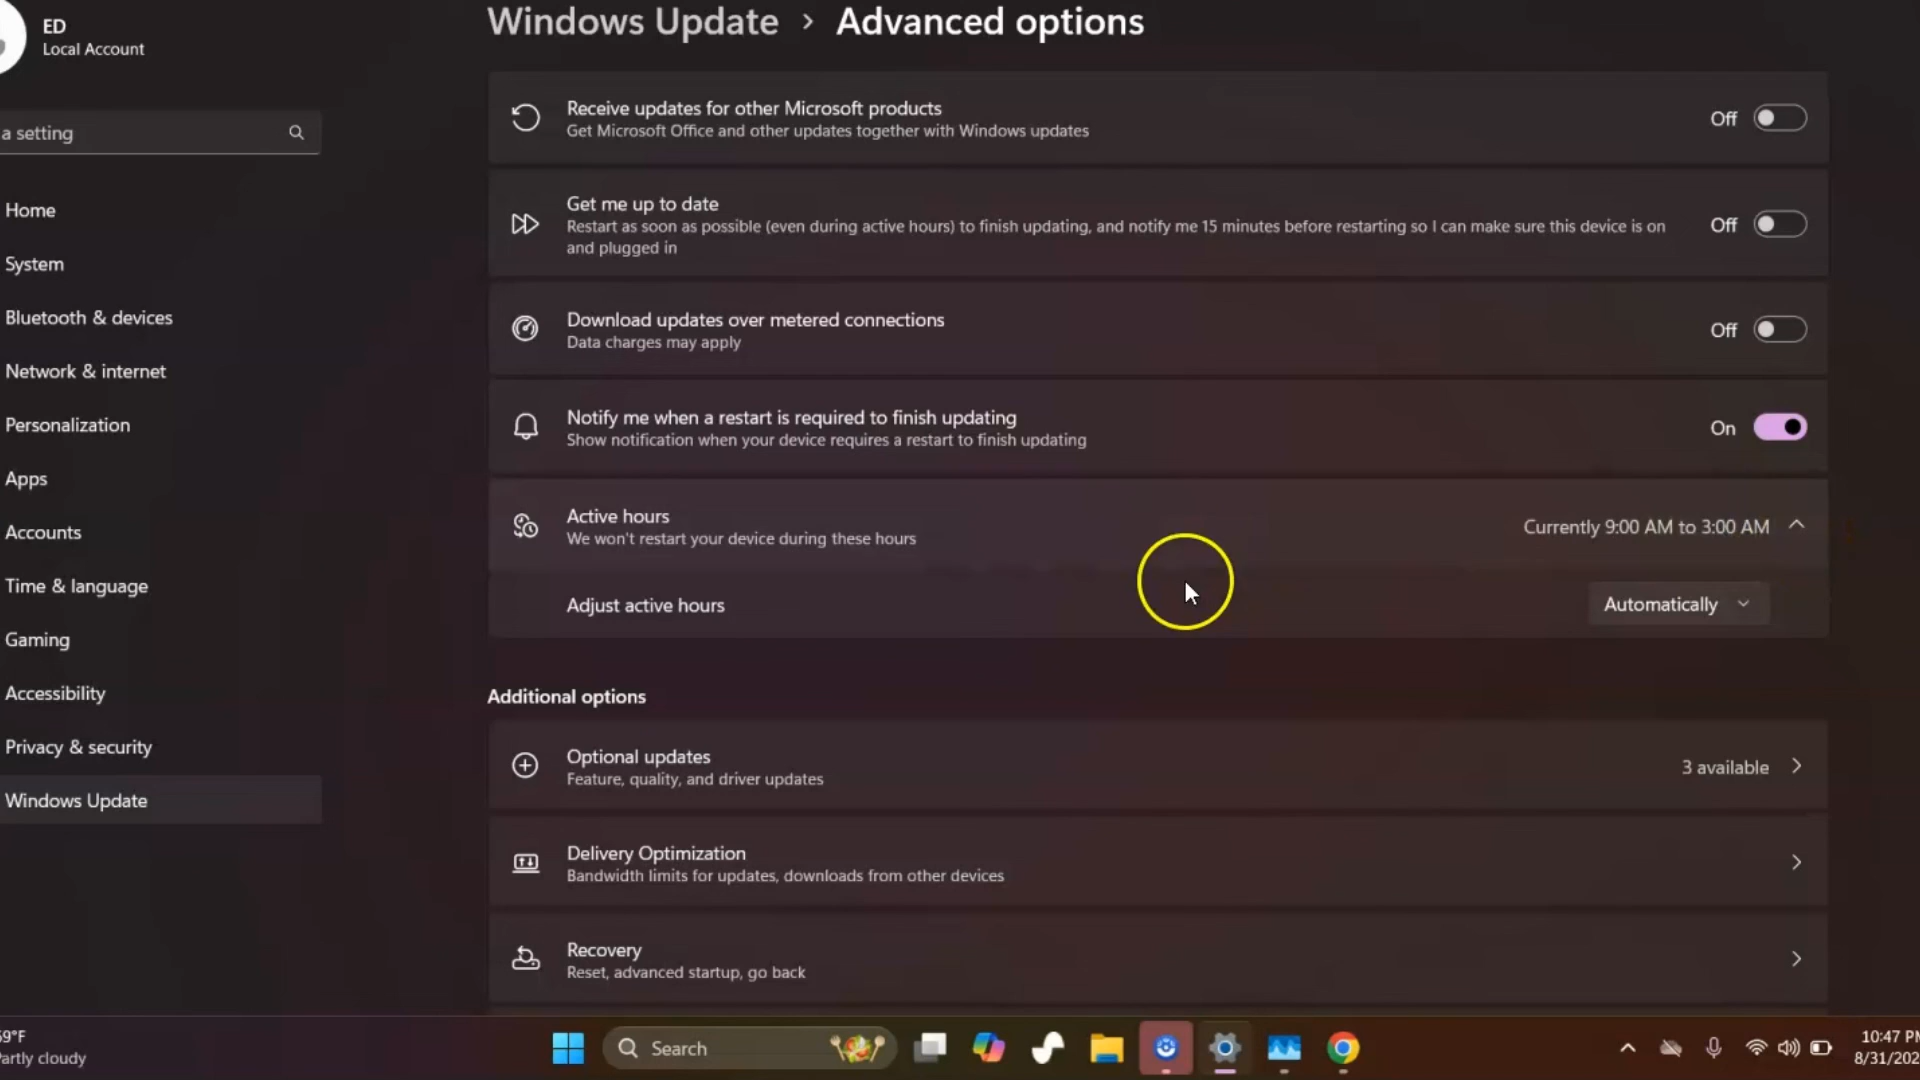 ED
Local Account
a setting
Home
System
Bluetooth & devices
Network & internet
Personalization
Apps
Accounts
Time & language
Gaming
Accessibility
Privacy & security
Windows Update
Windows Update > Advanced options
Receive updates for other Microsoft products
Get Microsoft Office and other updates together with Windows updates
Off
Get me up to date
Restart as soon as possible (even during active hours) to finish updating, and notify me 15 minutes before restarting so I can make sure this device is on
and plugged in
Off
Download updates over metered connections
Data charges may apply
Off
Notify me when a restart is required to finish updating
Show notification when your device requires a restart to finish updating
On
Active hours
We won't restart your device during these hours
Currently 9:00 AM to 3:00 AM
Adjust active hours
Automatically
Additional options
Optional updates
Feature, quality, and driver updates
3 available
Delivery Optimization
Bandwidth limits for updates, downloads from other devices
Recovery
Reset, advanced startup, go back
59°F
Partly cloudy
Search
10:47 PM
8/31/202